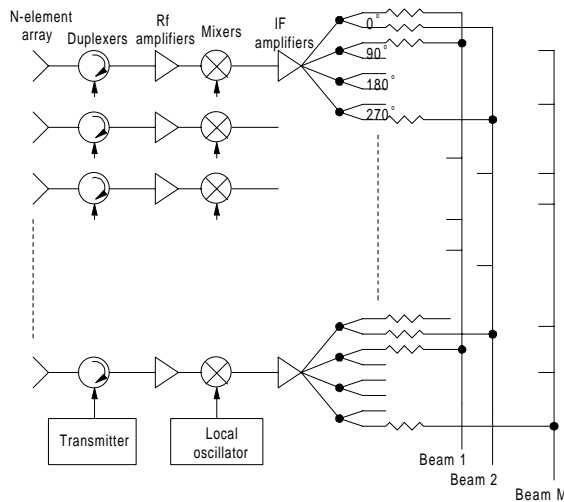 N-element
array
Duplexers
Rf
amplifiers
Mixers
IF
amplifiers
0°
90°
180°
270°
Transmitter
Local
oscillator
Beam 1
Beam 2
Beam M